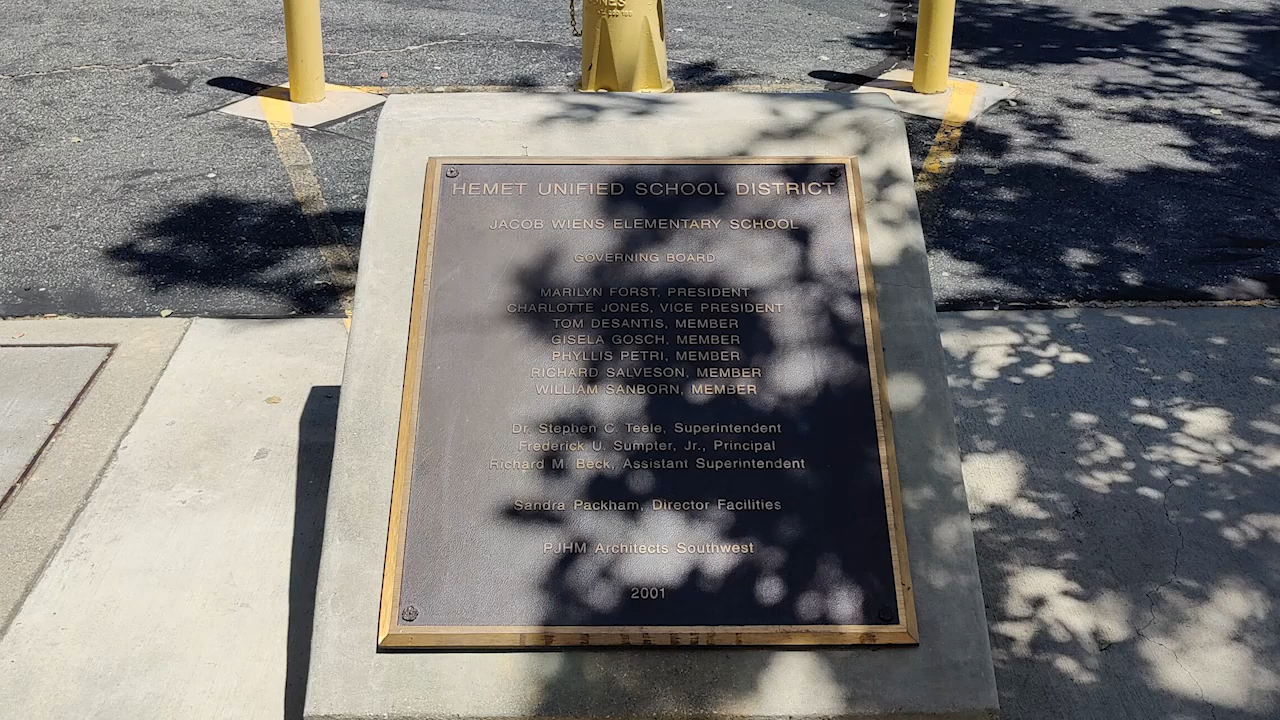 HEMET UNIFIED SCHOOL DISTRICT
JACOB WIENS ELEMENTARY SCHOOL
GOVERNING BOARD
MARILYN FORST, PRESIDENT
CHARLOTTE JONES, VICE PRESIDENT
TOM DESANTIS, MEMBER
GISELA GOSCH, MEMBER
PHYLLIS PETRI, MEMBER
RICHARD SALVESON, MEMBER
WILLIAM SANBORN, MEMBER
Dr. Stephen C. Teele, Superintendent
Frederick U. Sumpter, Jr., Principal
Richard M. Beck, Assistant Superintendent
Sandra Packham, Director Facilities
PJHM Architects Southwest
2001